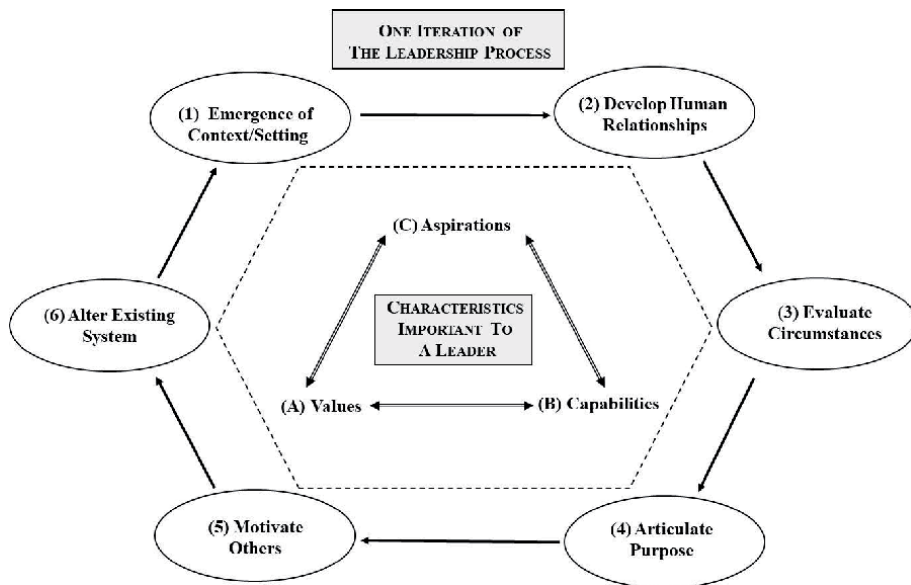 ONE ITERATION OF
THE LEADERSHIP PROCESS
(1) Emergence of
Context/Setting
(2) Develop Human
Relationships
(C) Aspirations
(6) Alter Existing
System
CHARACTERISTICS
IMPORTANT TO
A LEADER
(3) Evaluate
Circumstances
(A) Values
(B) Capabilities
(5) Motivate
Others
(4) Articulate
Purpose